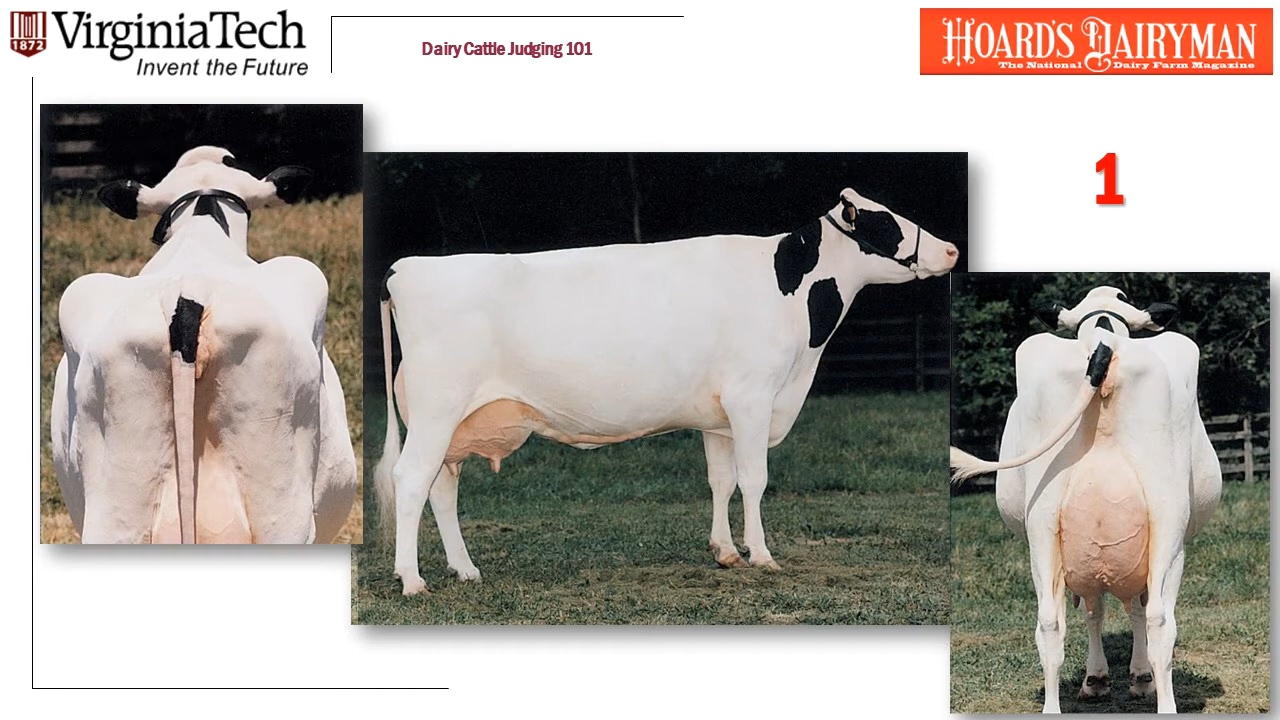 1872
VirginiaTech
Invent the Future
Dairy Cattle Judging 101
HOARD'S DAIRYMAN
The National Dairy Farm Magazine
1